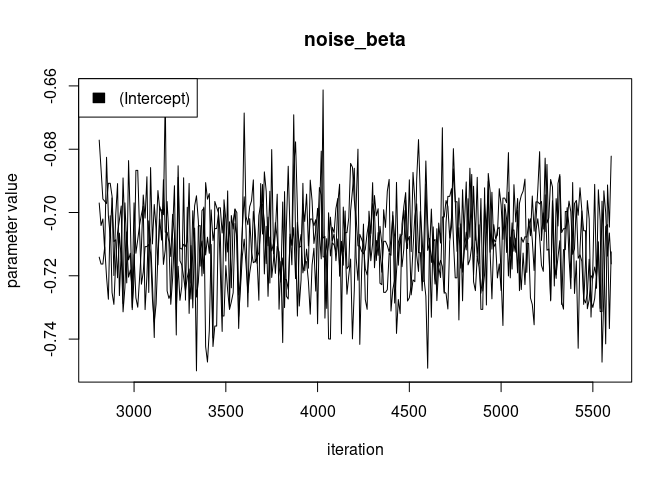 noise_beta
(Intercept)
parameter value
-0.66
-0.68
-0.70
-0.72
-0.74
3000 3500 4000 4500 5000 5500
iteration